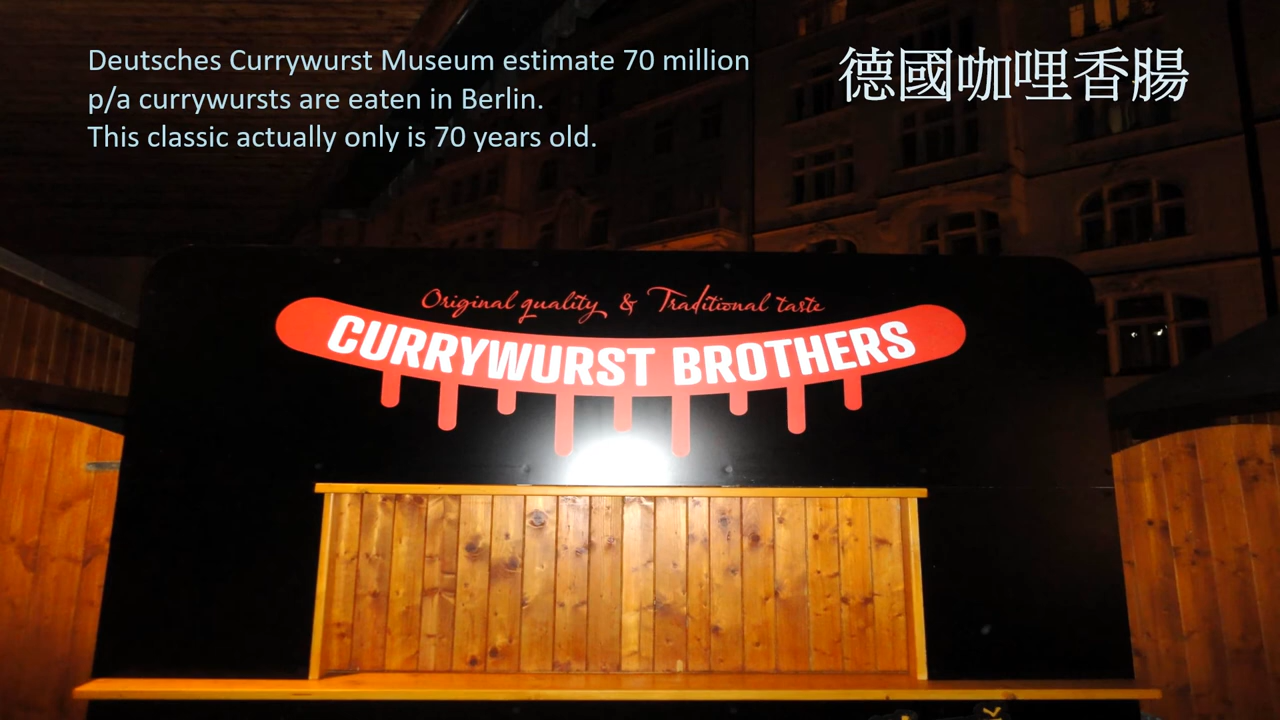 Deutsches Currywurst Museum estimate 70 million
p/a currywursts are eaten in Berlin.
This classic actually only is 70 years old.
德國咖哩香腸
Original quality & Traditional taste
CURRYWURST BROTHERS